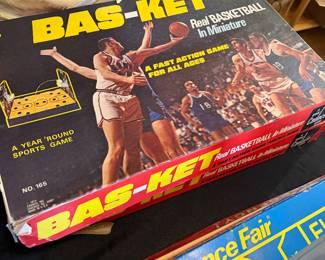 BAS-KET
Real BASKETBALL
In Miniature
A FAST ACTION GAME
FOR ALL AGES
A YEAR 'ROUND
SPORTS GAME
NO. 165
BAS-KET Real BASKETBALL In Miniature
nce Fair